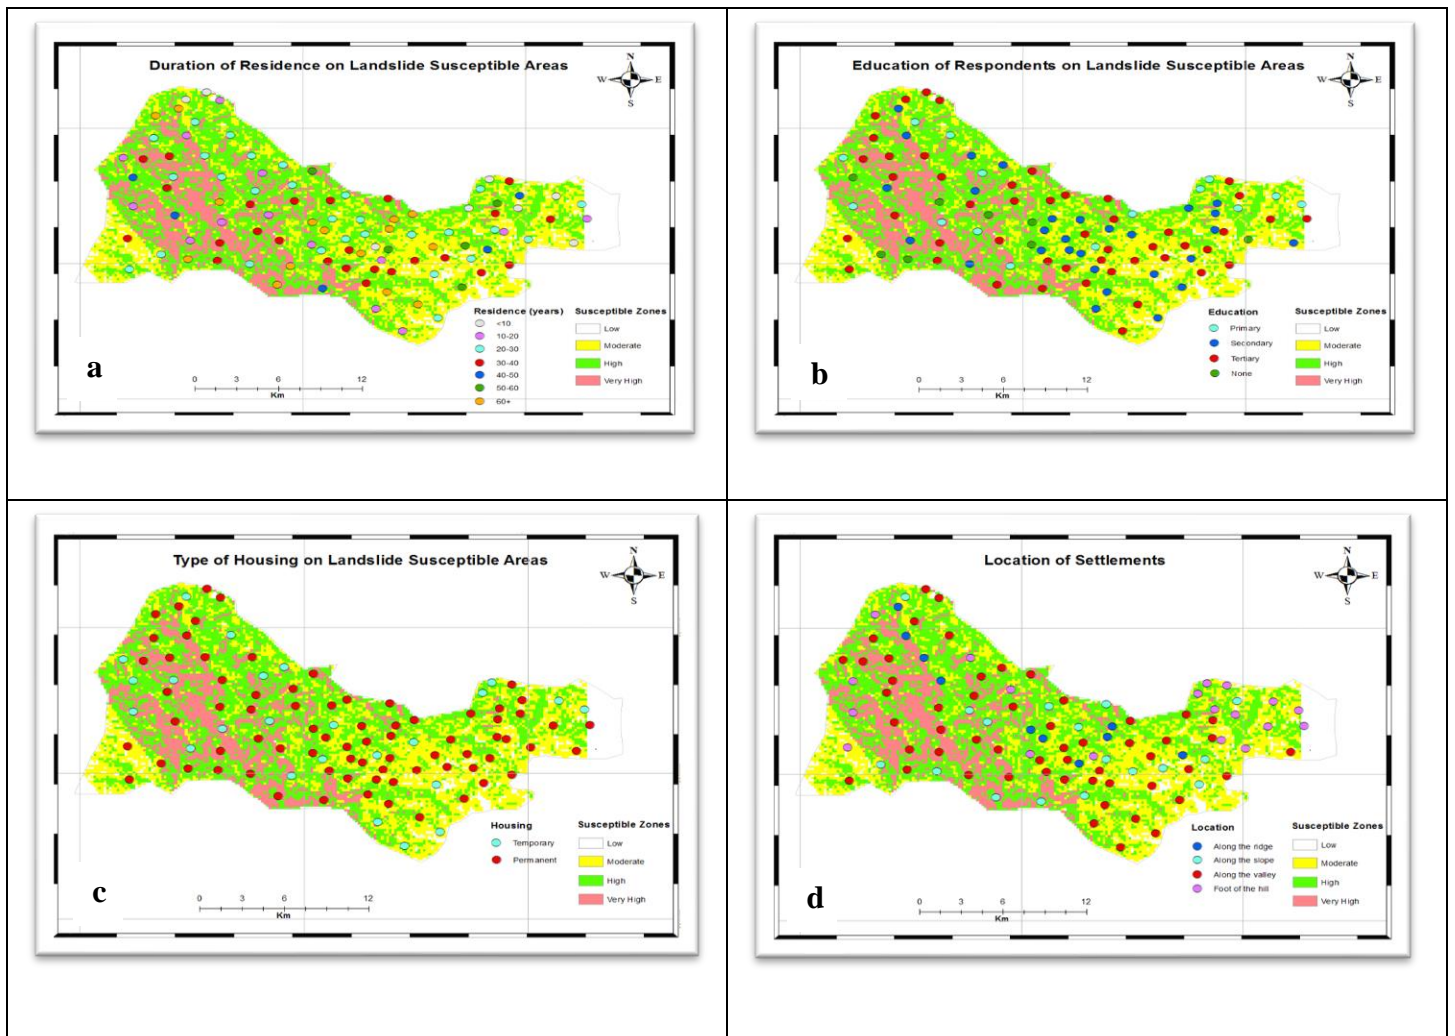 Duration of Residence on Landslide Susceptible Areas
N
W E
S
Residence (years) Susceptible Zones
<10 Low
10-20
20-30 Moderate
30-40 High
40-50 Very High
50-60
60+
0 3 6 12
Km
a
Education of Respondents on Landslide Susceptible Areas
N
W E
S
Education Susceptible Zones
Primary Low
Secondary Moderate
Tertiary High
None Very High
0 3 6 12
Km
b
Type of Housing on Landslide Susceptible Areas
N
W E
S
Housing Susceptible Zones
Temporary Low
Permanent Moderate
High
Very High
0 3 6 12
Km
c
Location of Settlements
N
W E
S
Location Susceptible Zones
Along the ridge Low
Along the slope Moderate
Along the valley High
Foot of the hill Very High
0 3 6 12
Km
d